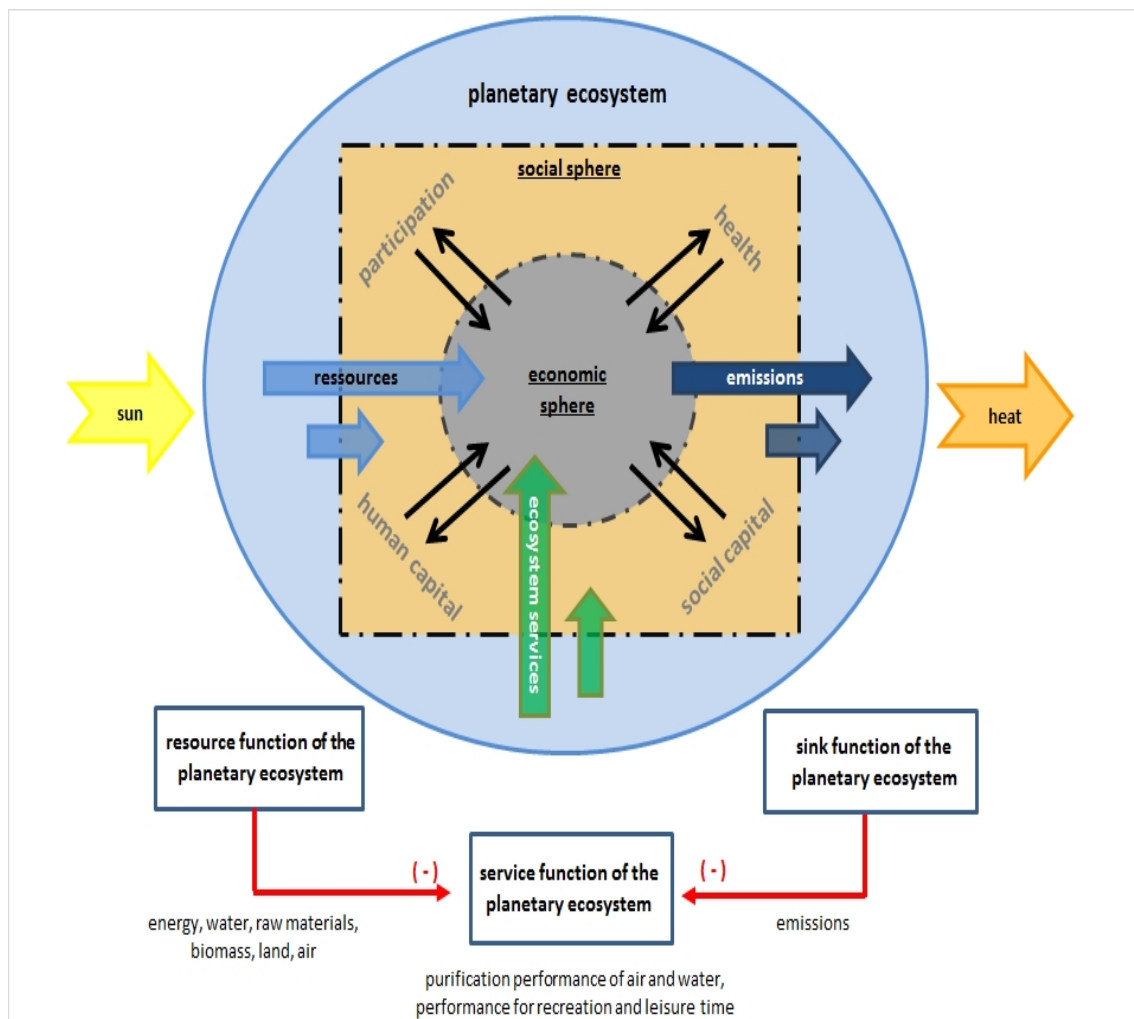 planetary ecosystem
social sphere
participation
health
ressources
economic
sphere
emissions
sun
heat
human capital
social capital
ecosystem services
resource function of the
planetary ecosystem
sink function of the
planetary ecosystem
( - )
service function of the
planetary ecosystem
( - )
energy, water, raw materials,
biomass, land, air
emissions
purification performance of air and water,
performance for recreation and leisure time